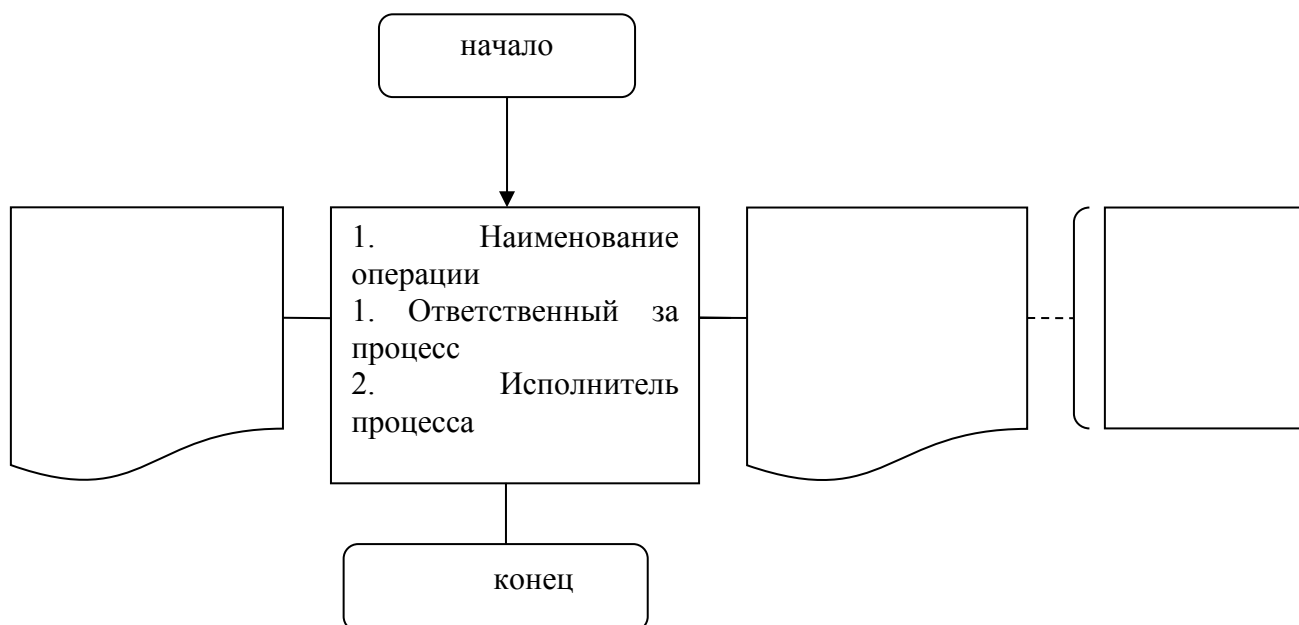 начало
1. Наименование
операции
1. Ответственный за
процесс
2. Исполнитель
процесса
конец